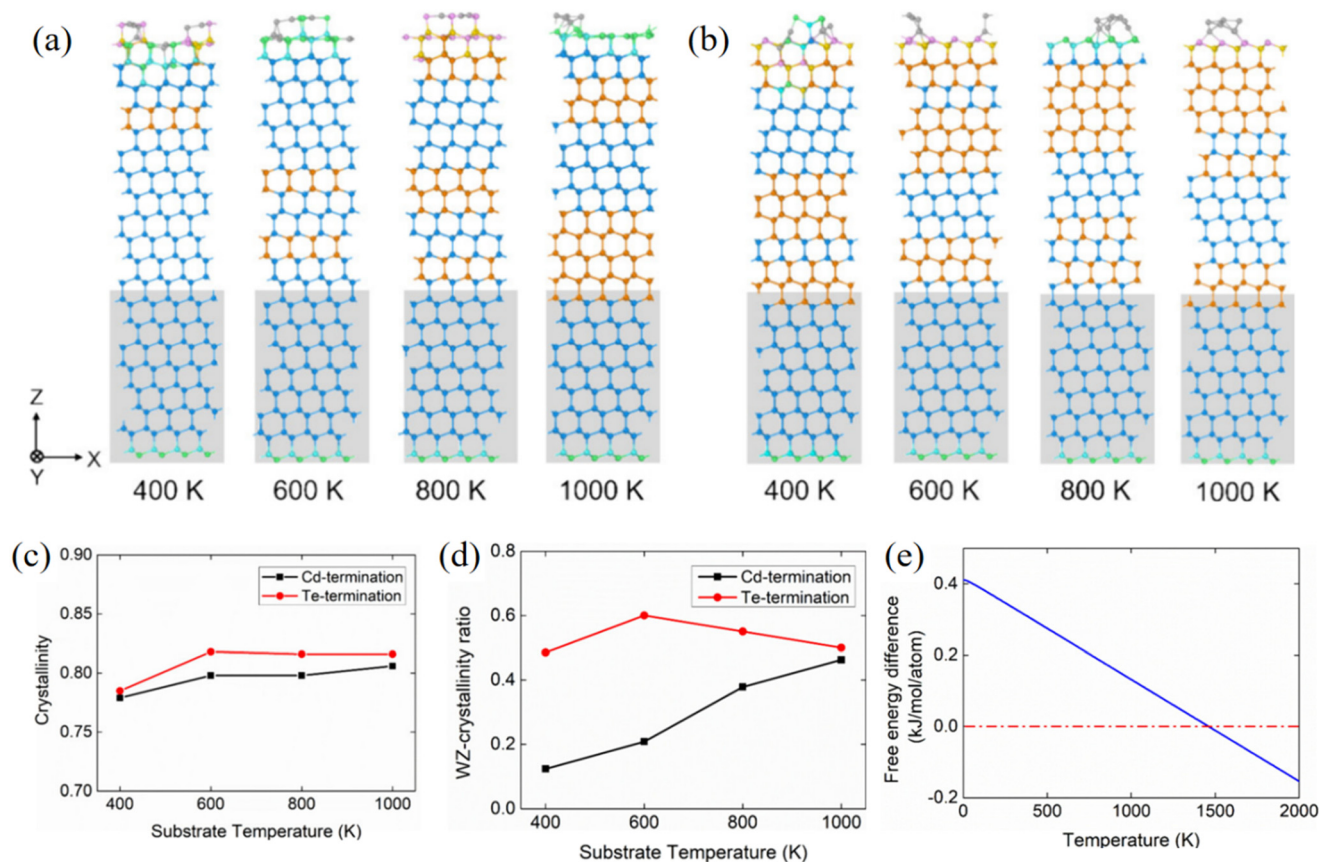 (a)
(b)
Z
Y
X
400 K
600 K
800 K
1000 K
400 K
600 K
800 K
1000 K
(c)
Crystallinity
0.90
0.85
0.80
0.75
0.70
Cd-termination
Te-termination
400
600
800
1000
Substrate Temperature (K)
(d)
WZ-crystallinity ratio
0.8
0.6
0.4
0.2
0.0
Cd-termination
Te-termination
400
600
800
1000
Substrate Temperature (K)
(e)
Free energy difference
(kJ/mol/atom)
0.4
0.2
0.0
-0.2
0
500
1000
1500
2000
Temperature (K)